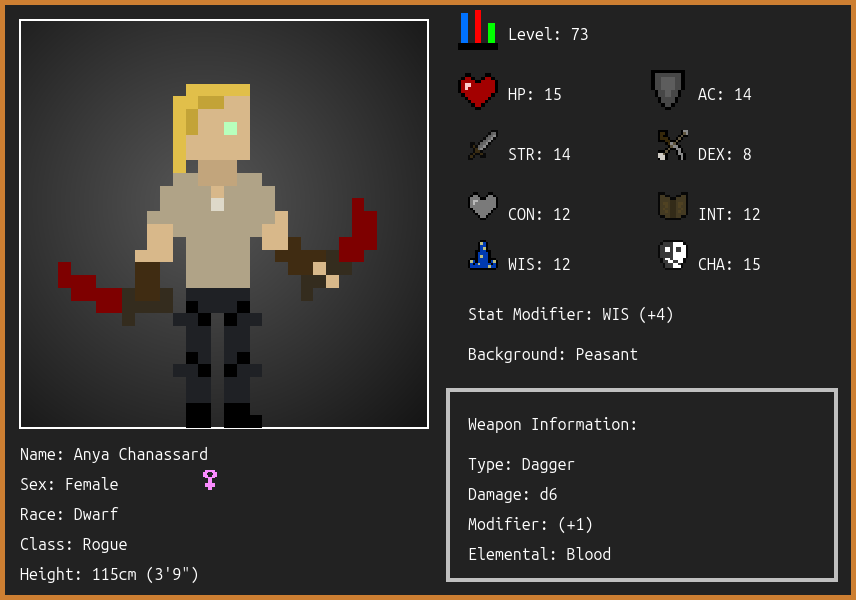 Level: 73
HP: 15
AC: 14
STR: 14
DEX: 8
CON: 12
INT: 12
WIS: 12
CHA: 15
Stat Modifier: WIS (+4)
Background: Peasant
Weapon Information:
Type: Dagger
Damage: d6
Modifier: (+1)
Elemental: Blood
Name: Anya Chanassard
Sex: Female
Race: Dwarf
Class: Rogue
Height: 115cm (3'9")